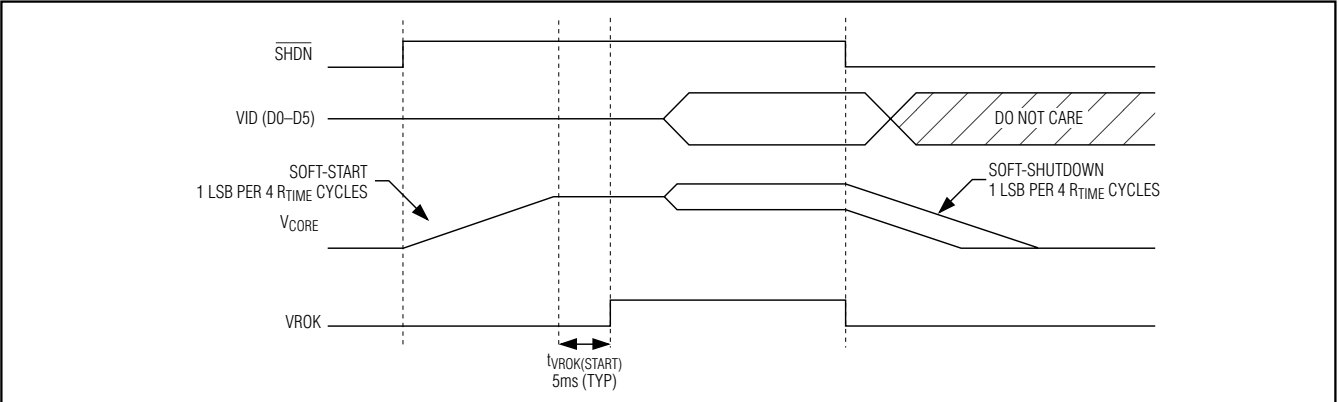 SHDN
VID (D0–D5)
DO NOT CARE
SOFT-START
1 LSB PER 4 RTIME CYCLES
SOFT-SHUTDOWN
1 LSB PER 4 RTIME CYCLES
VCORE
VROK
tVROK(START)
5ms (TYP)